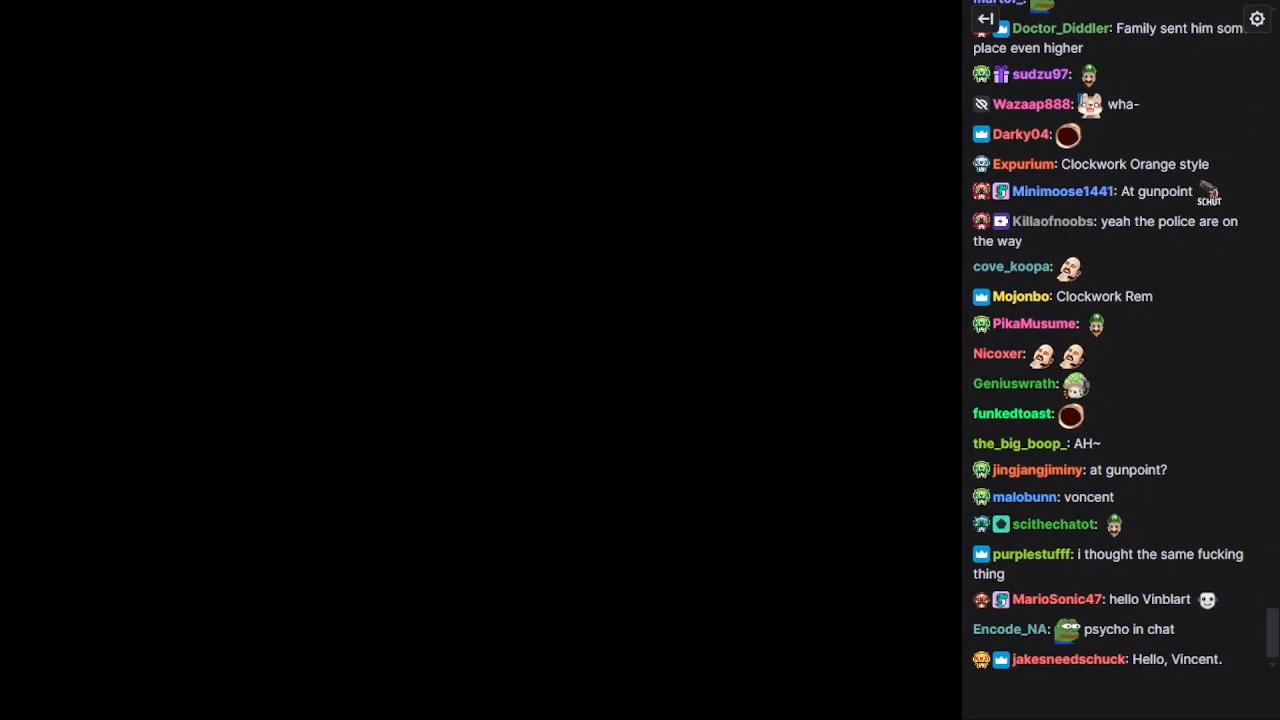 Doctor_Diddler: Family sent him some
place even higher
sudzu97:
Wazaap888: wha-
Darky04:
Expurium: Clockwork Orange style
Minimoose1441: At gunpoint SCHUT
Killaofnoobs: yeah the police are on
the way
cove_koopa:
Mojonbo: Clockwork Rem
PikaMusume:
Nicoxer:
Geniuswrath:
funkedtoast:
the_big_boop_: AH~
jingjangjiminy: at gunpoint?
malobunn: voncent
scithechatot:
purplestufff: i thought the same fucking
thing
MarioSonic47: hello Vinblart
Encode_NA: psycho in chat
jakesneedschuck: Hello, Vincent.